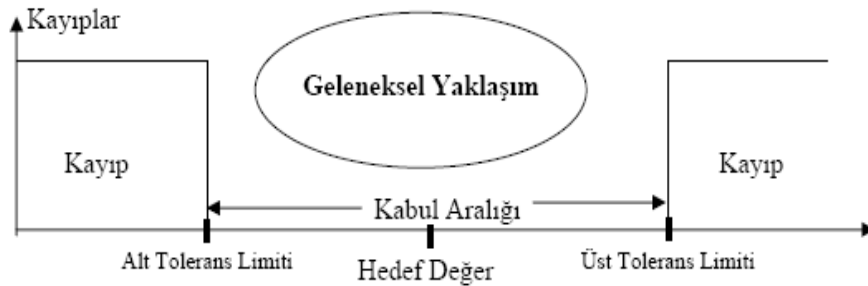 Kayıplar
Geleneksel Yaklaşım
Kayıp
Kayıp
Kabul Aralığı
Alt Tolerans Limiti
Hedef Değer
Üst Tolerans Limiti